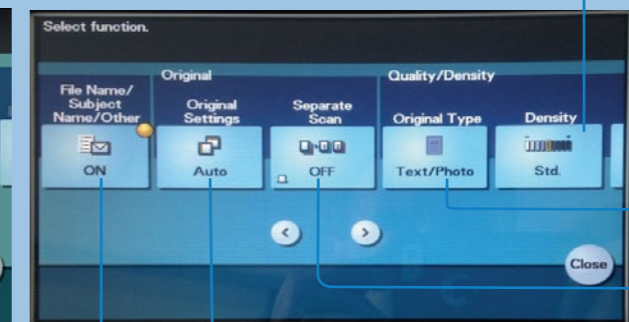 Select function.
Original
Quality/Density
File Name/
Subject
Name/Other
Original
Settings
Separate
Scan
Original Type
Density
ON
Auto
OFF
Text/Photo
Std.
Close